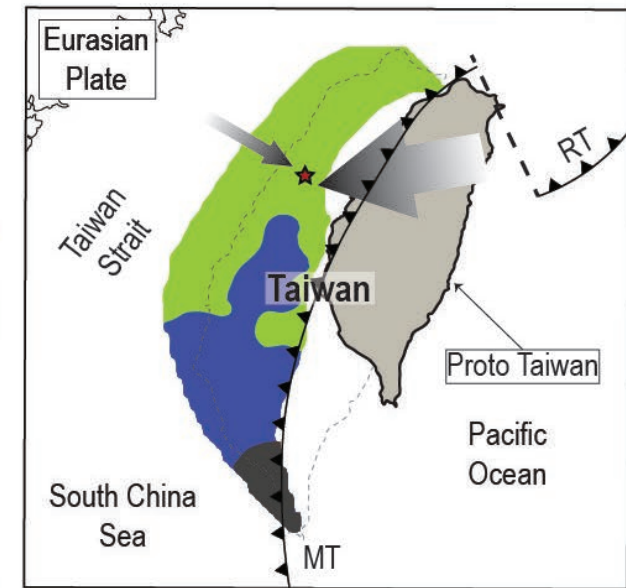 Eurasian
Plate
RT
Taiwan
Strait
Taiwan
Proto Taiwan
Pacific
Ocean
South China
Sea
MT